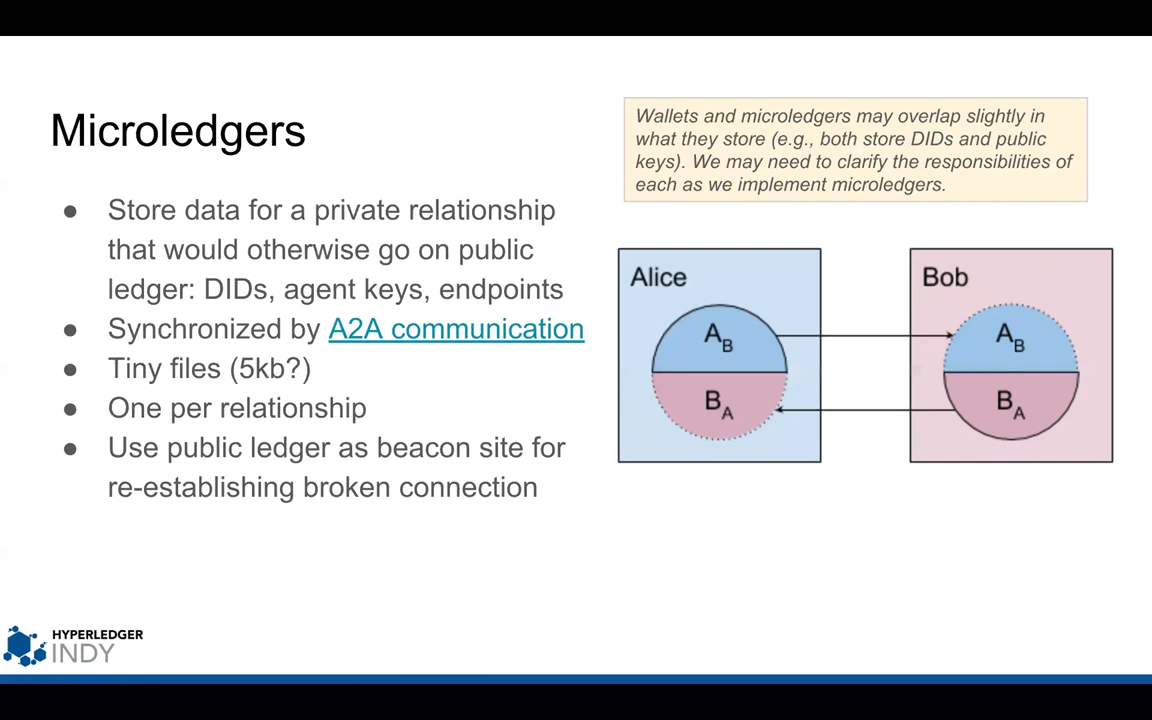 Microledgers
● Store data for a private relationship
that would otherwise go on public
ledger: DIDs, agent keys, endpoints
● Synchronized by A2A communication
● Tiny files (5kb?)
● One per relationship
● Use public ledger as beacon site for
re-establishing broken connection
Wallets and microledgers may overlap slightly in
what they store (e.g., both store DIDs and public
keys). We may need to clarify the responsibilities of
each as we implement microledgers.
Alice
AB
BA
Bob
AB
BA
HYPERLEDGER
INDY